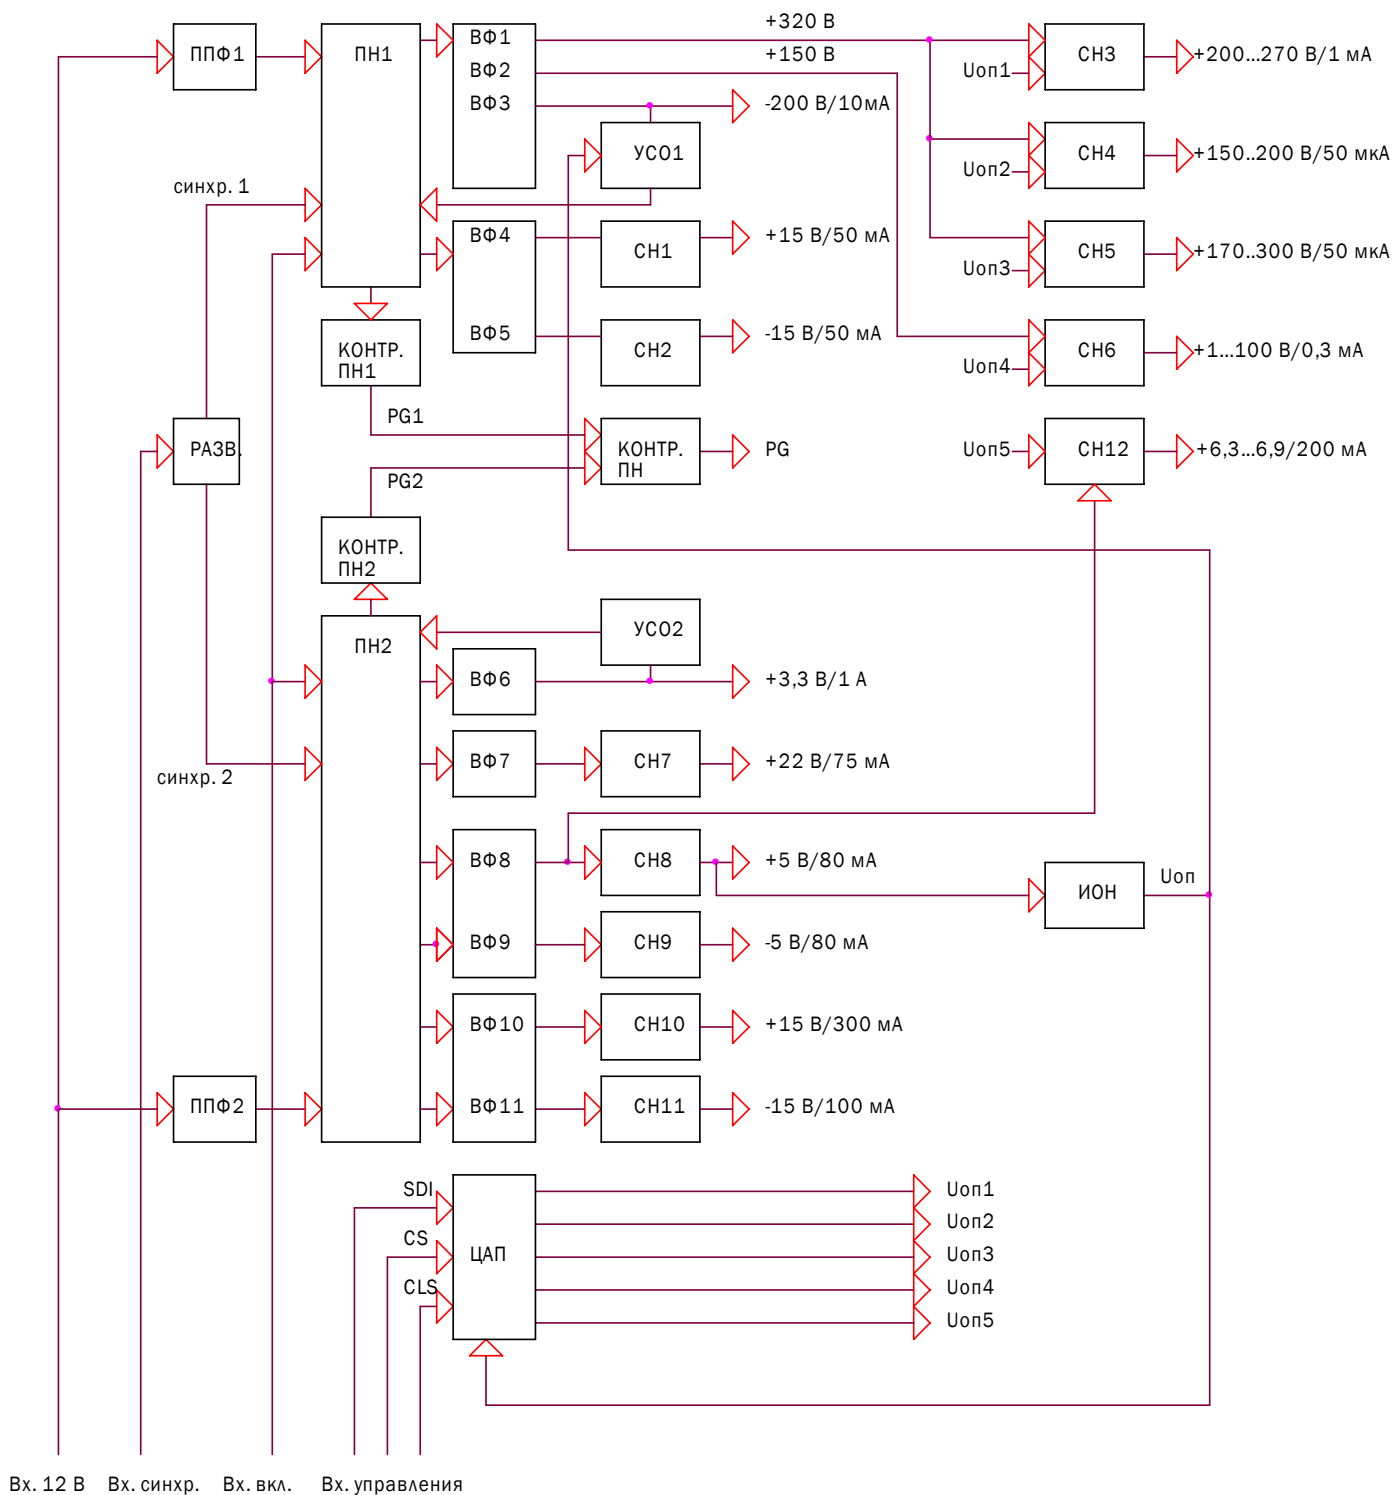 +320 В
ППФ1
ПН1
ВФ1
+150 В
СН3
+200...270 В/1 мА
ВФ2
Uоп1
ВФ3
-200 В/10мА
УСО1
СН4
+150..200 В/50 мкА
Uоп2
синхр. 1
ВФ4
+15 В/50 мА
СН1
СН5
+170..300 В/50 мкА
Uоп3
ВФ5
-15 В/50 мА
КОНТР.
ПН1
СН2
СН6
+1...100 В/0,3 мА
Uоп4
PG1
РАЗВ.
КОНТР.
ПН
PG
Uоп5
СН12
+6,3...6,9/200 мА
PG2
КОНТР.
ПН2
УСО2
ПН2
ВФ6
+3,3 В/1 А
ВФ7
СН7
+22 В/75 мА
синхр. 2
ВФ8
СН8
+5 В/80 мА
ИОН
Uоп
ВФ9
СН9
-5 В/80 мА
ВФ10
СН10
+15 В/300 мА
ППФ2
ВФ11
СН11
-15 В/100 мА
SDI
Uоп1
Uоп2
CS
ЦАП
Uоп3
CLS
Uоп4
Uоп5
Вх. 12 В
Вх. синхр.
Вх. вкл.
Вх. управления